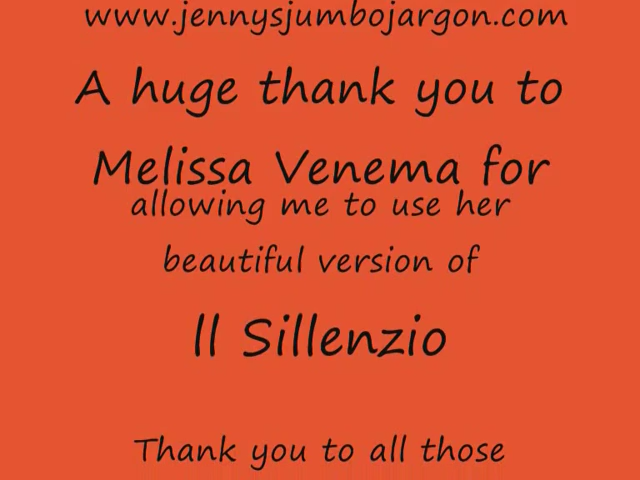 www.jennysjumbojargon.com
A huge thank you to
Melissa Venema for
allowing me to use her
beautiful version of
ll Sillenzio
Thank you to all those